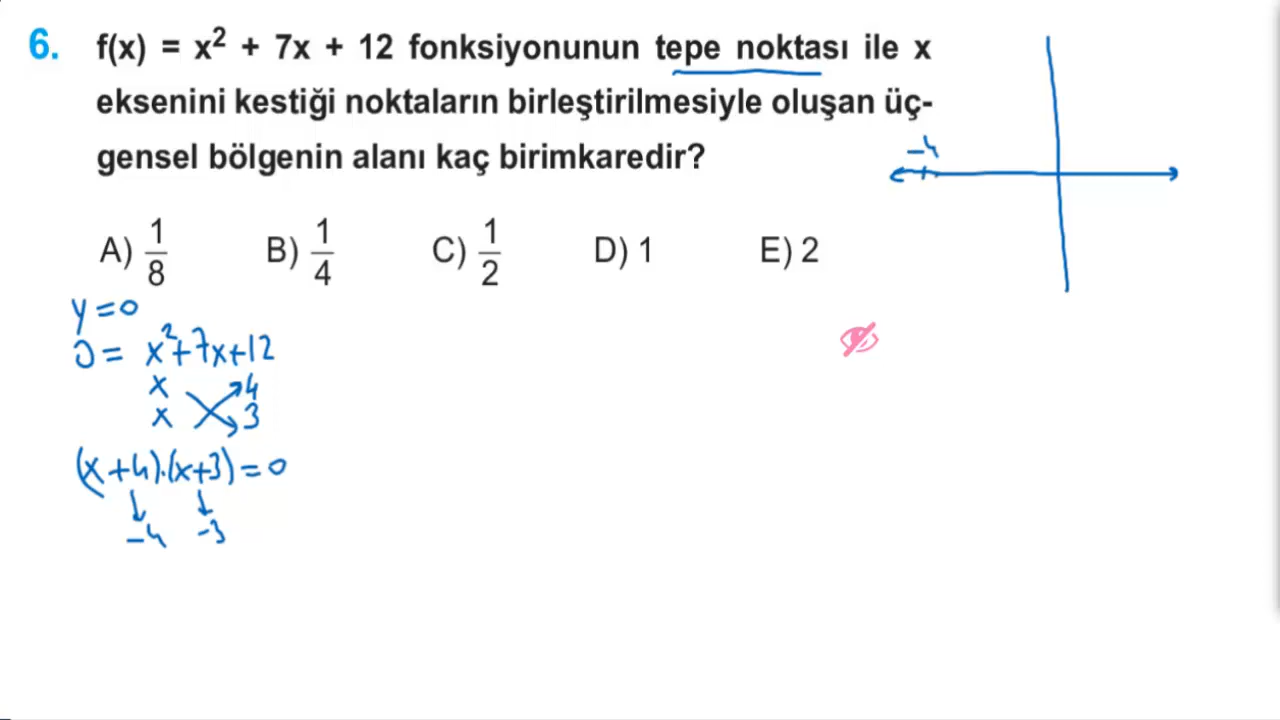 6. f(x) = x² + 7x + 12 fonksiyonunun tepe noktası ile x
eksenini kestiği noktaların birleştirilmesiyle oluşan üç-
gensel bölgenin alanı kaç birimkaredir?
-4
A) 1/8 B) 1/4 C) 1/2 D) 1 E) 2
y=0
0= x²+7x+12
x 4
x 3
(x+4).(x+3)=0
-4 -3